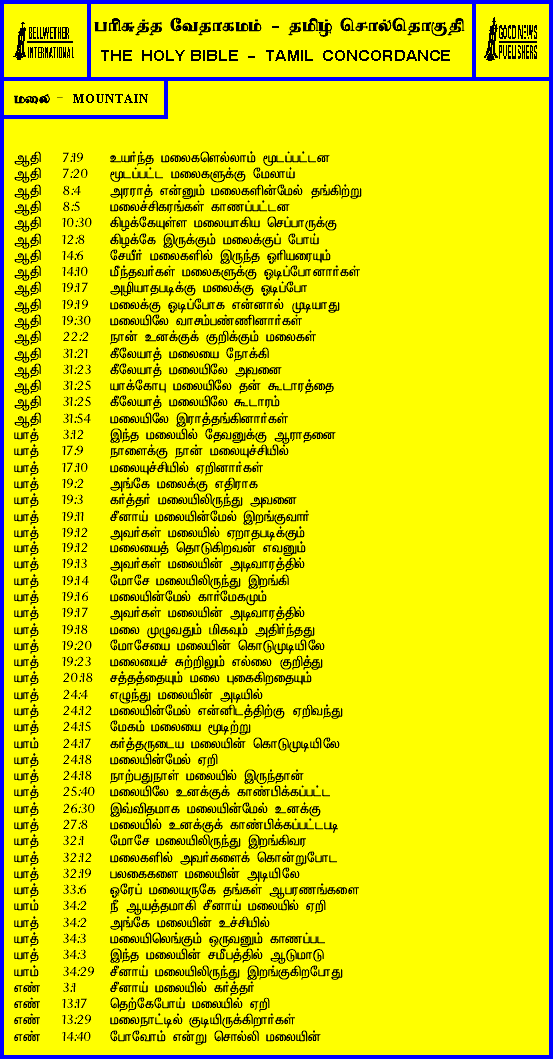 BELLWETHER
INTERNATIONAL
பரிசுத்த வேதாகமம் - தமிழ் சொல்தொகுதி
THE HOLY BIBLE - TAMIL CONCORDANCE
GOOD NEWS
PUBLISHERS
மலை - MOUNTAIN
ஆதி 7:19 உயர்ந்த மலைகளெல்லாம் மூடப்பட்டன
ஆதி 7:20 மூடப்பட்ட மலைகளுக்கு மேலாய்
ஆதி 8:4 அரராத் என்னும் மலைகளின்மேல் தங்கிற்று
ஆதி 8:5 மலைச்சிகரங்கள் காணப்பட்டன
ஆதி 10:30 கிழக்கேயுள்ள மலையாகிய செப்பாருக்கு
ஆதி 12:8 கிழக்கே இருக்கும் மலைக்குப் போய்
ஆதி 14:6 சேயீர் மலைகளில் இருந்த ஓரியரையும்
ஆதி 14:10 மீந்தவர்கள் மலைகளுக்கு ஓடிப்போனார்கள்
ஆதி 19:17 அழியாதபடிக்கு மலைக்கு ஓடிப்போ
ஆதி 19:19 மலைக்கு ஓடிப்போக என்னால் முடியாது
ஆதி 19:30 மலையிலே வாசம்பண்ணினார்கள்
ஆதி 22:2 நான் உனக்குக் குறிக்கும் மலைகள்
ஆதி 31:21 கீலேயாத் மலையை நோக்கி
ஆதி 31:23 கீலேயாத் மலையிலே அவனை
ஆதி 31:25 யாக்கோபு மலையிலே தன் கூடாரத்தை
ஆதி 31:25 கீலேயாத் மலையிலே கூடாரம்
ஆதி 31:54 மலையிலே இராத்தங்கினார்கள்
யாத் 3:12 இந்த மலையில் தேவனுக்கு ஆராதனை
யாத் 17:9 நாளைக்கு நான் மலையுச்சியில்
யாத் 17:10 மலையுச்சியில் ஏறினார்கள்
யாத் 19:2 அங்கே மலைக்கு எதிராக
யாத் 19:3 கர்த்தர் மலையிலிருந்து அவனை
யாத் 19:11 சீனாய் மலையின்மேல் இறங்குவார்
யாத் 19:12 அவர்கள் மலையில் ஏறாதபடிக்கும்
யாத் 19:12 மலையைத் தொடுகிறவன் எவனும்
யாத் 19:13 அவர்கள் மலையின் அடிவாரத்தில்
யாத் 19:14 மோசே மலையிலிருந்து இறங்கி
யாத் 19:16 மலையின்மேல் கார்மேகமும்
யாத் 19:17 அவர்கள் மலையின் அடிவாரத்தில்
யாத் 19:18 மலை முழுவதும் மிகவும் அதிர்ந்தது
யாத் 19:20 மோசேயை மலையின் கொடுமுடியிலே
யாத் 19:23 மலையைச் சுற்றிலும் எல்லை குறித்து
யாத் 20:18 சத்தத்தையும் மலை புகைகிறதையும்
யாத் 24:4 எழுந்து மலையின் அடியில்
யாத் 24:12 மலையின்மேல் என்னிடத்திற்கு ஏறிவந்து
யாத் 24:15 மேகம் மலையை மூடிற்று
யாம் 24:17 கர்த்தருடைய மலையின் கொடுமுடியிலே
யாத் 24:18 மலையின்மேல் ஏறி
யாத் 24:18 நாற்பதுநாள் மலையில் இருந்தான்
யாத் 25:40 மலையிலே உனக்குக் காண்பிக்கப்பட்ட
யாத் 26:30 இவ்விதமாக மலையின்மேல் உனக்கு
யாத் 27:8 மலையில் உனக்குக் காண்பிக்கப்பட்டபடி
யாத் 32:1 மோசே மலையிலிருந்து இறங்கிவர
யாத் 32:12 மலைகளில் அவர்களைக் கொன்றுபோட
யாத் 32:19 பலகைகளை மலையின் அடியிலே
யாத் 33:6 ஓரேப் மலையருகே தங்கள் ஆபரணங்களை
யாம் 34:2 நீ ஆயத்தமாகி சீனாய் மலையில் ஏறி
யாத் 34:2 அங்கே மலையின் உச்சியில்
யாத் 34:3 மலையிலெங்கும் ஒருவனும் காணப்பட
யாத் 34:3 இந்த மலையின் சமீபத்தில் ஆடுமாடு
யாம் 34:29 சீனாய் மலையிலிருந்து இறங்குகிறபோது
எண் 3:1 சீனாய் மலையில் கர்த்தர்
எண் 13:17 தெற்கேபோய் மலையில் ஏறி
எண் 13:29 மலைநாட்டில் குடியிருக்கிறார்கள்
எண் 14:40 போவோம் என்று சொல்லி மலையின்